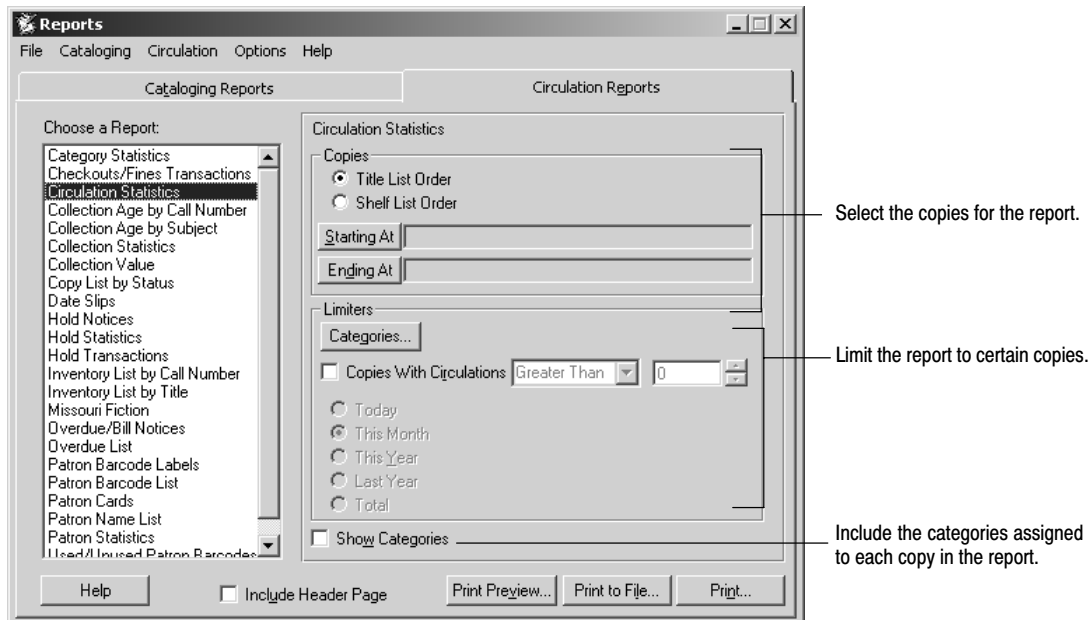 Reports
File Cataloging Circulation Options Help
Cataloging Reports
Circulation Reports
Choose a Report:
Category Statistics
Checkouts/Fines Transactions
Circulation Statistics
Collection Age by Call Number
Collection Age by Subject
Collection Statistics
Collection Value
Copy List by Status
Date Slips
Hold Notices
Hold Statistics
Hold Transactions
Inventory List by Call Number
Inventory List by Title
Missouri Fiction
Overdue/Bill Notices
Overdue List
Patron Barcode Labels
Patron Barcode List
Patron Cards
Patron Name List
Patron Statistics
Used/Unused Patron Barcodes
Circulation Statistics
Copies
Title List Order
Shelf List Order
Starting At
Ending At
Limiters
Categories...
Copies With Circulations Greater Than 0
Today
This Month
This Year
Last Year
Total
Show Categories
Help
Include Header Page
Print Preview...
Print to File...
Print...
Select the copies for the report.
Limit the report to certain copies.
Include the categories assigned
to each copy in the report.